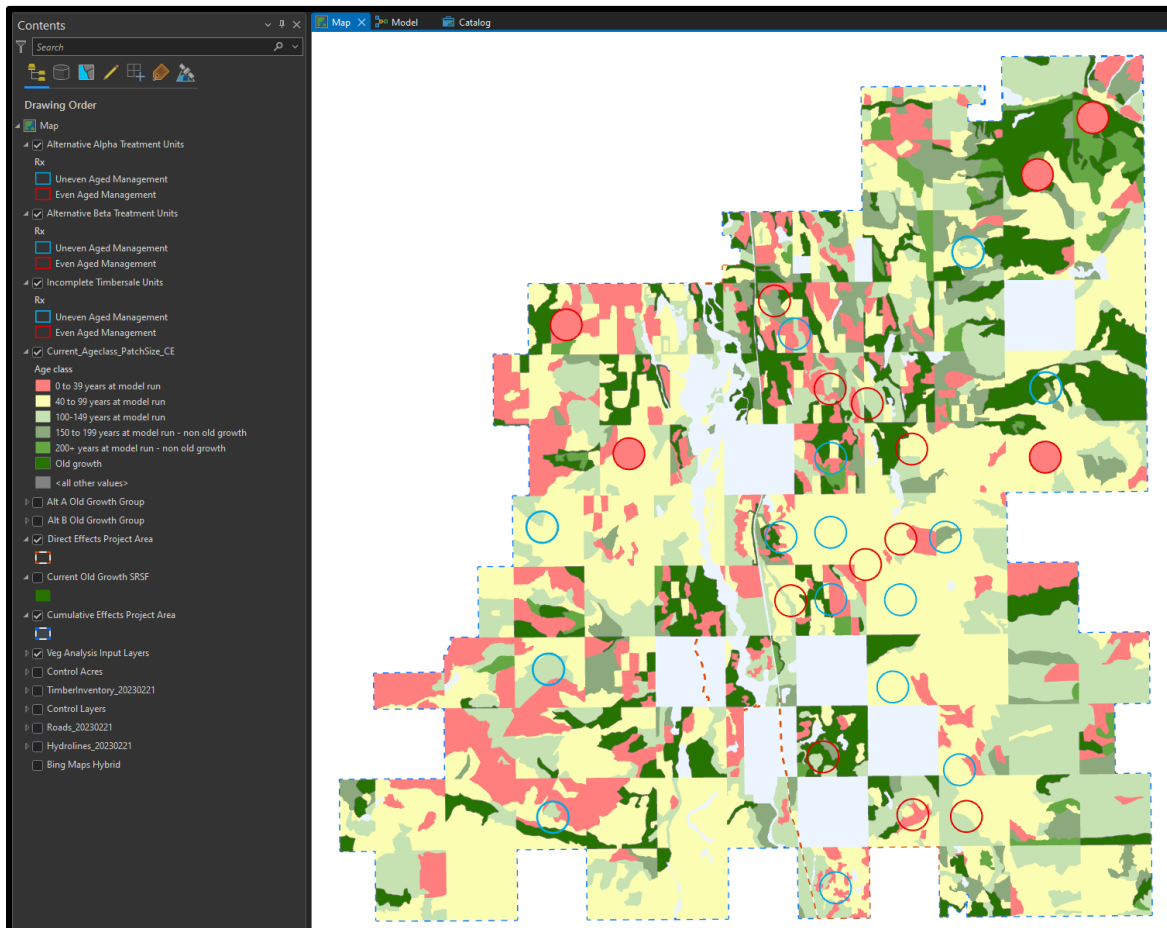 Contents
Map
Model
Catalog
Search
Drawing Order
Map
Alternative Alpha Treatment Units
Rx
Uneven Aged Management
Even Aged Management
Alternative Beta Treatment Units
Rx
Uneven Aged Management
Even Aged Management
Incomplete Timbersale Units
Rx
Uneven Aged Management
Even Aged Management
Current_Ageclass_PatchSize_CE
Age class
0 to 39 years at model run
40 to 99 years at model run
100-149 years at model run
150 to 199 years at model run - non old growth
200+ years at model run - non old growth
Old growth
<all other values>
Alt A Old Growth Group
Alt B Old Growth Group
Direct Effects Project Area
Current Old Growth SRSF
Cumulative Effects Project Area
Veg Analysis Input Layers
Control Acres
TimberInventory_20230221
Control Layers
Roads_20230221
Hydrolines_20230221
Bing Maps Hybrid